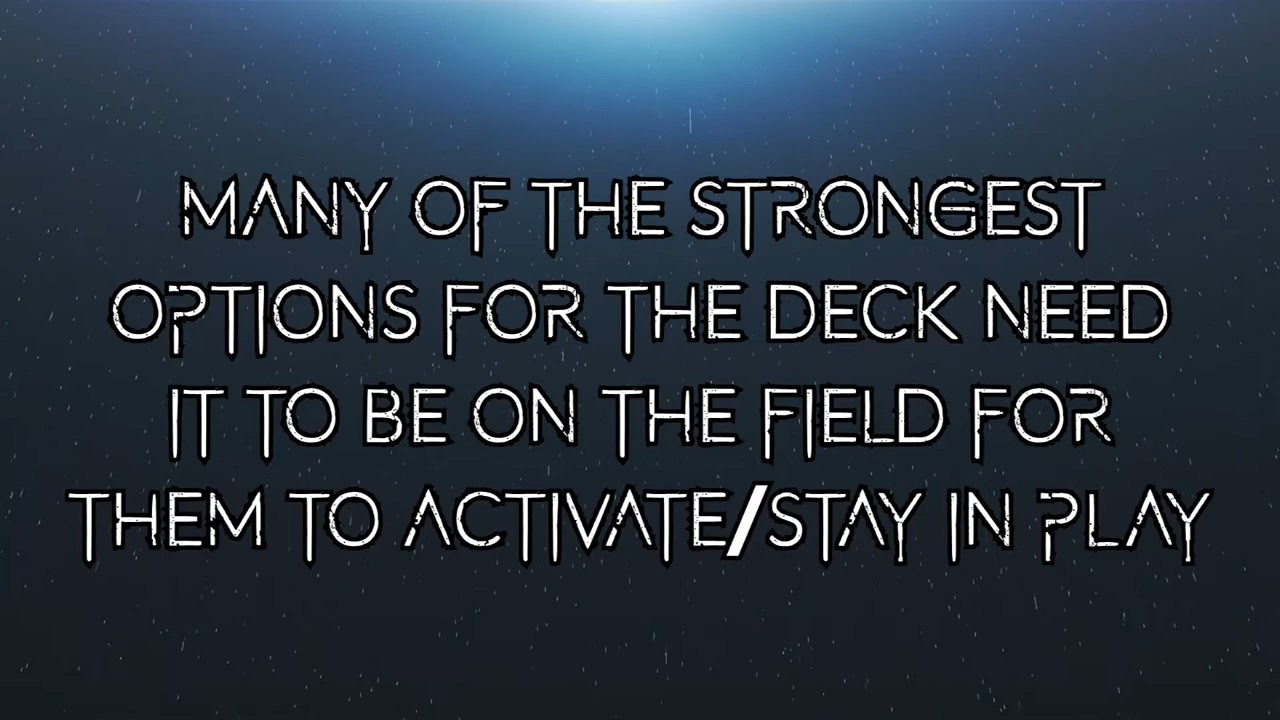 MANY OF THE STRONGEST
OPTIONS FOR THE DECK NEED
IT TO BE ON THE FIELD FOR
THEM TO ACTIVATE/STAY IN PLAY